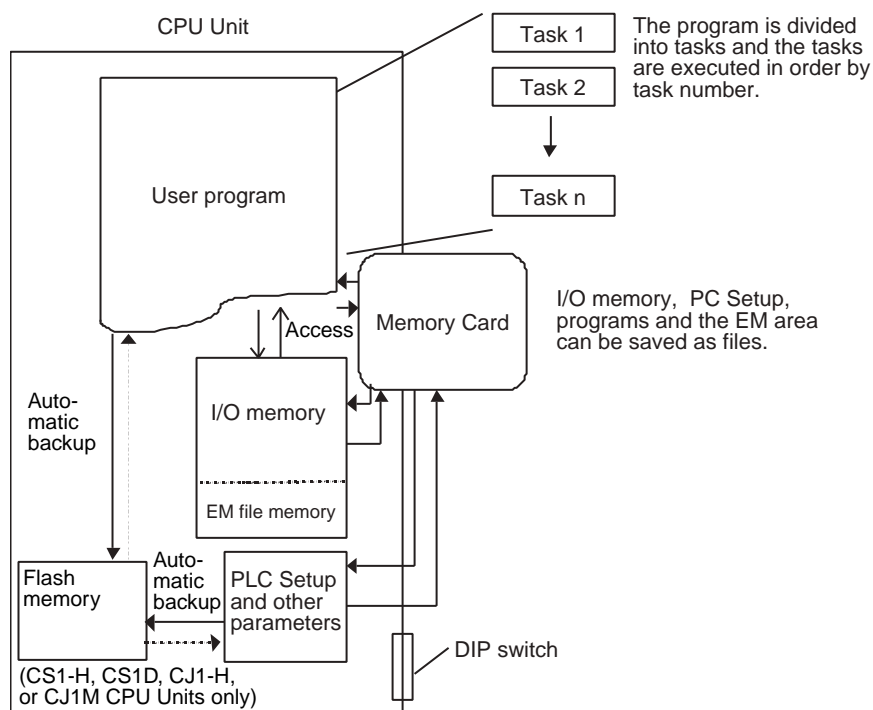 CPU Unit
Task 1
Task 2
Task n
The program is divided
into tasks and the tasks
are executed in order by
task number.
User program
Memory Card
I/O memory, PC Setup,
programs and the EM area
can be saved as files.
Access
I/O memory
EM file memory
Auto-
matic
backup
Flash
memory
Auto-
matic
backup
PLC Setup
and other
parameters
DIP switch
(CS1-H, CS1D, CJ1-H,
or CJ1M CPU Units only)